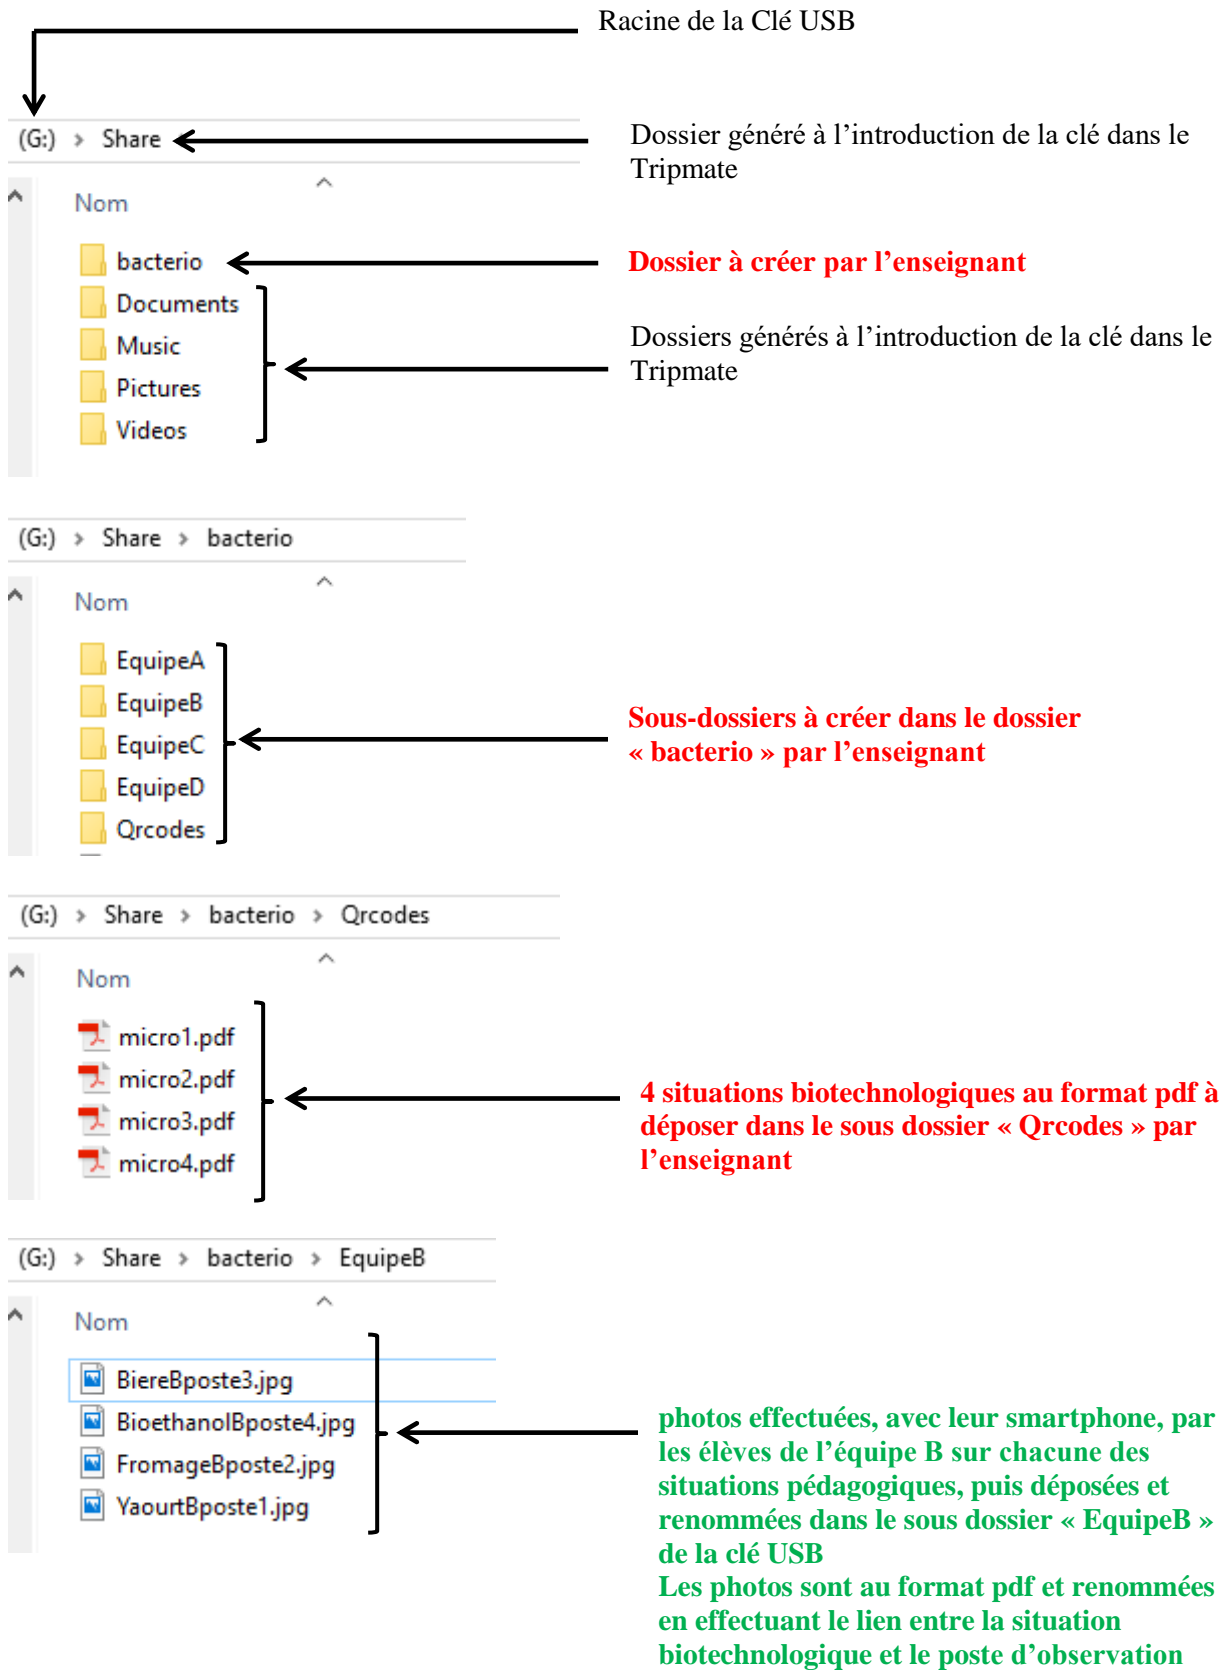 Racine de la Clé USB
(G:) > Share
Dossier généré à l’introduction de la clé dans le
Tripmate
Nom
bacterio
Dossier à créer par l’enseignant
Documents
Music
Pictures
Videos
Dossiers générés à l’introduction de la clé dans le
Tripmate
(G:) > Share > bacterio
Nom
EquipeA
EquipeB
EquipeC
EquipeD
Qrcodes
Sous-dossiers à créer dans le dossier
« bacterio » par l’enseignant
(G:) > Share > bacterio > Qrcodes
Nom
micro1.pdf
micro2.pdf
micro3.pdf
micro4.pdf
4 situations biotechnologiques au format pdf à
déposer dans le sous dossier « Qrcodes » par
l’enseignant
(G:) > Share > bacterio > EquipeB
Nom
BiereBposte3.jpg
BioethanolBposte4.jpg
FromageBposte2.jpg
YaourtBposte1.jpg
photos effectuées, avec leur smartphone, par
les élèves de l’équipe B sur chacune des
situations pédagogiques, puis déposées et
renommées dans le sous dossier « EquipeB »
de la clé USB
Les photos sont au format pdf et renommées
en effectuant le lien entre la situation
biotechnologique et le poste d’observation